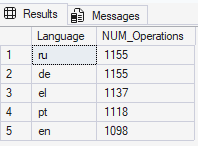 Results Messages
Language NUM_Operations
1 ru 1155
2 de 1155
3 el 1137
4 pt 1118
5 en 1098